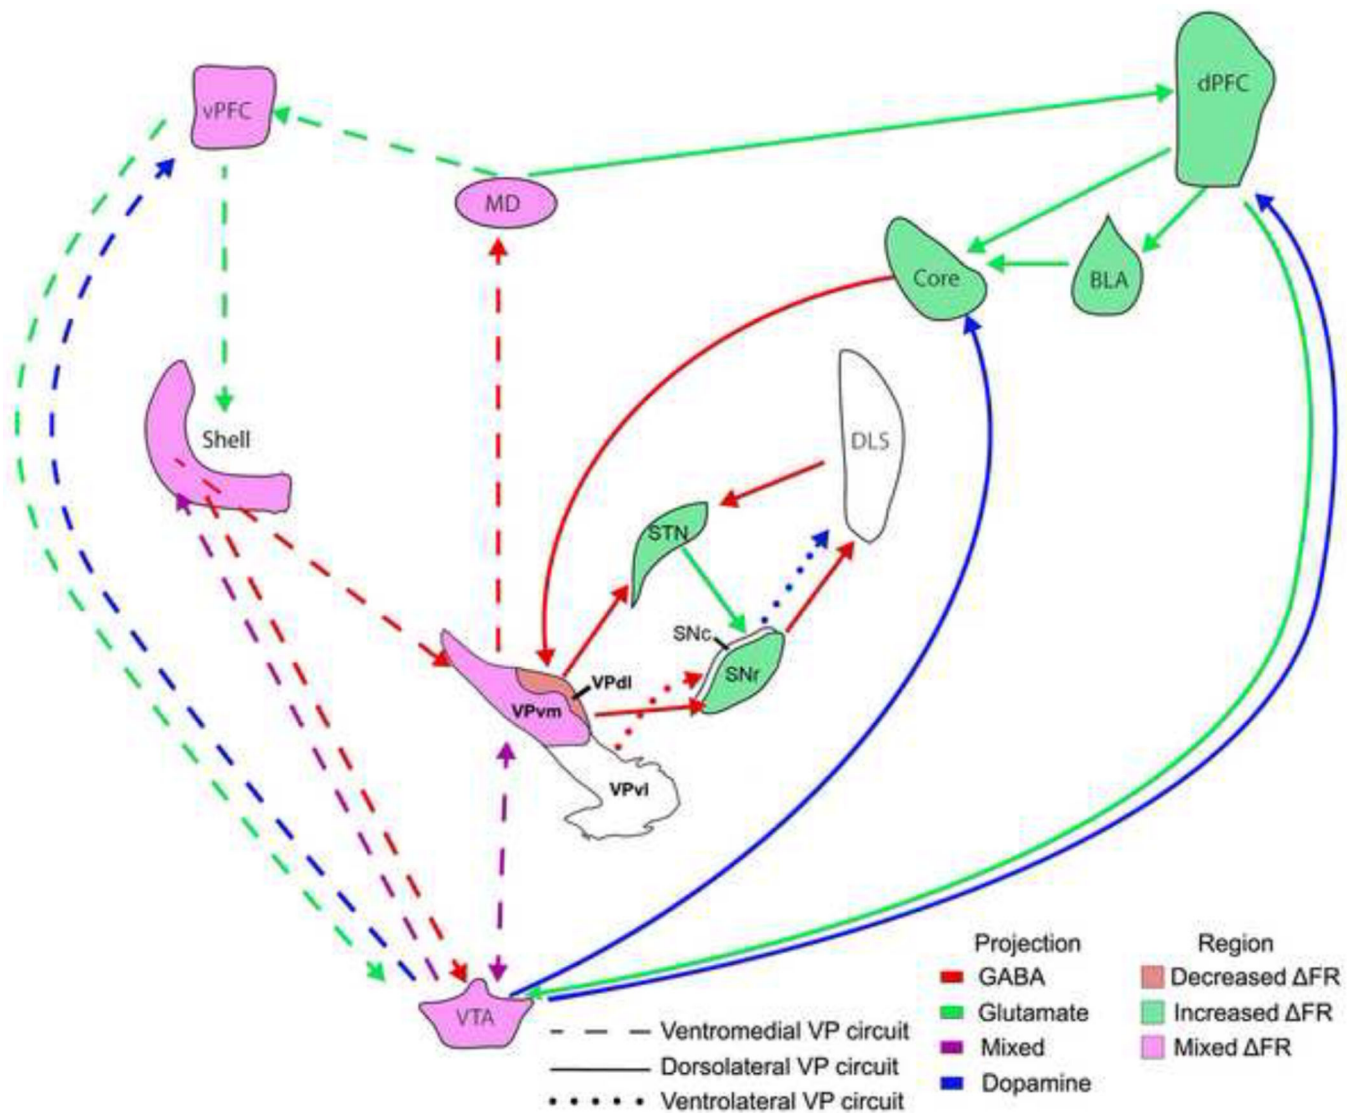 dPFC
vPFC
MD
Core
BLA
Shell
DLS
STN
SNc
SNr
VPdl
VPvm
VPvl
VTA
Projection
GABA
Glutamate
Mixed
Dopamine
Region
Decreased ΔFR
Increased ΔFR
Mixed ΔFR
Ventromedial VP circuit
Dorsolateral VP circuit
Ventrolateral VP circuit